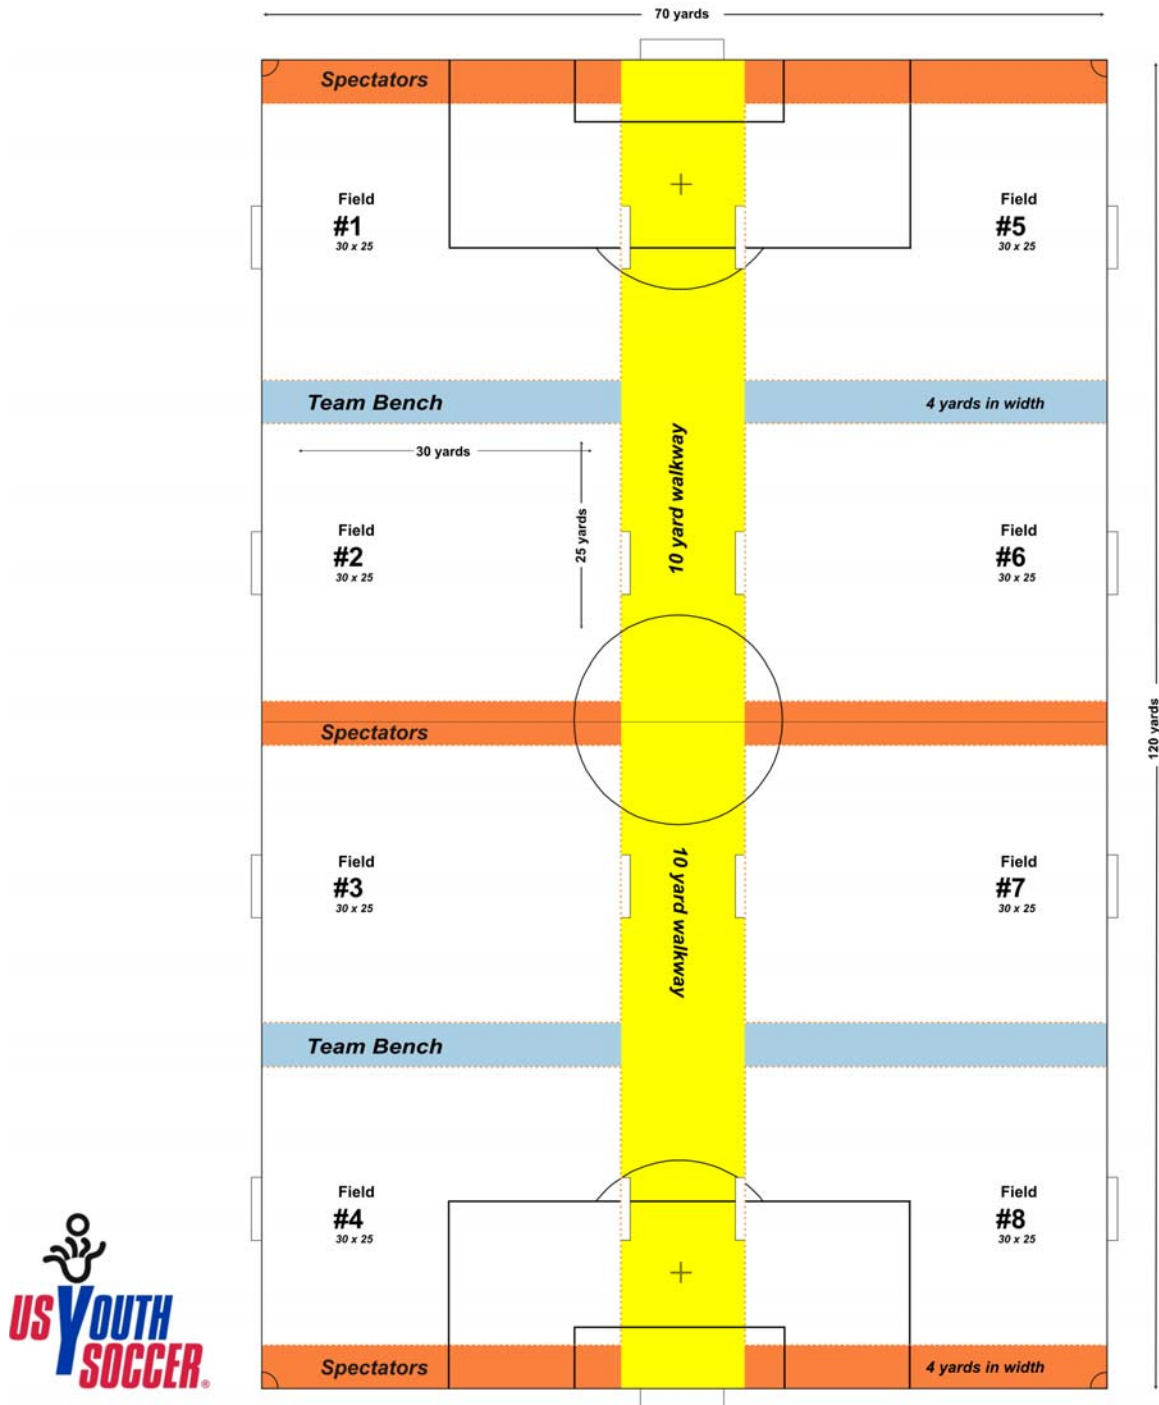 70 yards
Spectators
Field
#1
30 x 25
Field
#5
30 x 25
Team Bench
4 yards in width
30 yards
25 yards
10 yard walkway
Field
#2
30 x 25
Field
#6
30 x 25
Spectators
120 yards
Field
#3
30 x 25
10 yard walkway
Field
#7
30 x 25
Team Bench
Field
#4
30 x 25
Field
#8
30 x 25
Spectators
4 yards in width
US YOUTH
SOCCER®